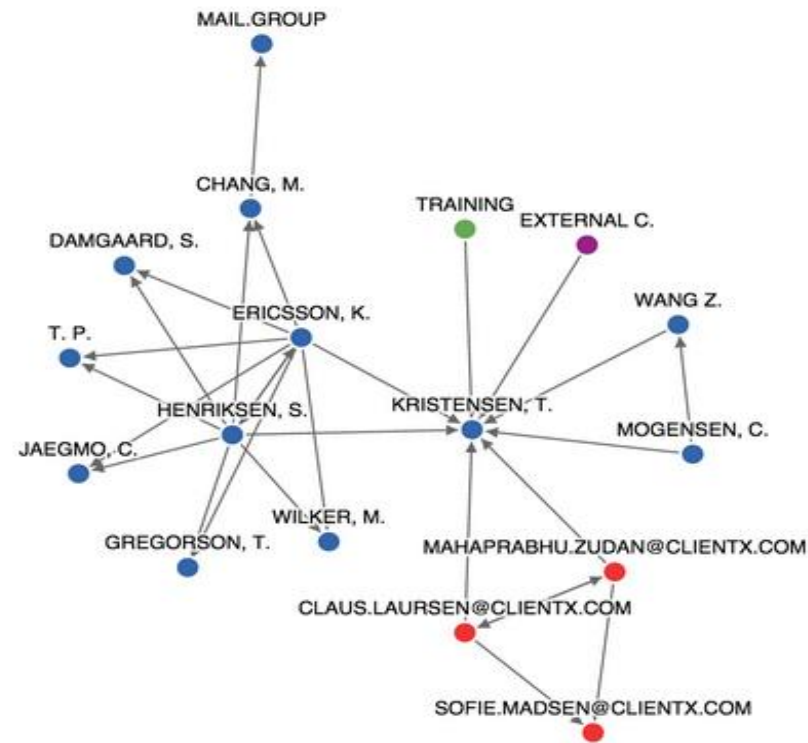 MAIL.GROUP
CHANG, M.
TRAINING
EXTERNAL C.
DAMGAARD, S.
WANG Z.
ERICSSON, K.
T. P.
HENRIKSEN, S.
KRISTENSEN, T.
MOGENSEN, C.
JAEGMO, C.
WILKER, M.
GREGORSON, T.
MAHAPRABHU.ZUDAN@CLIENTX.COM
CLAUS.LAURSEN@CLIENTX.COM
SOFIE.MADSEN@CLIENTX.COM